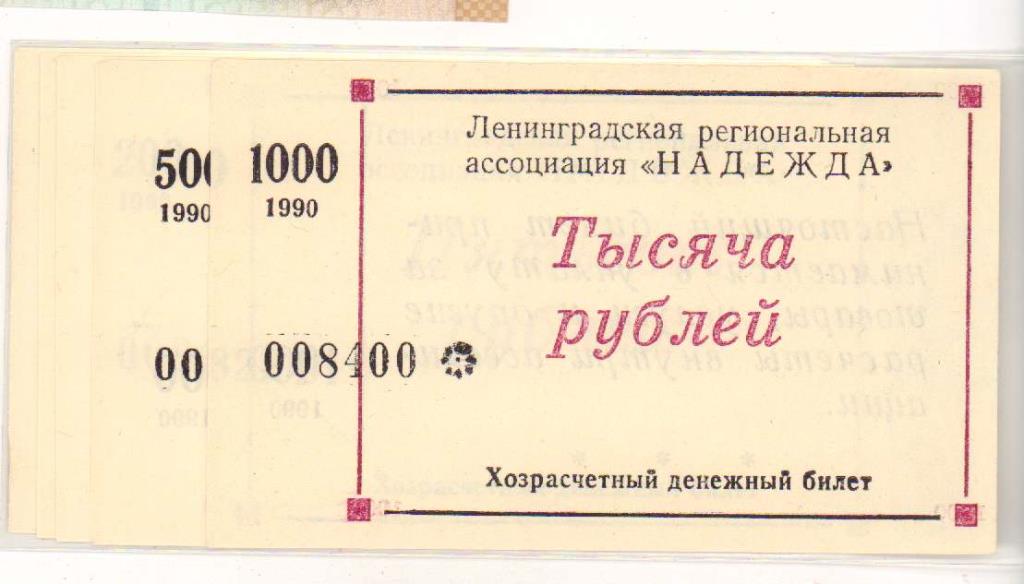 500
1990
00
1000
1990
008400
Ленинградская региональная
ассоциация «НАДЕЖДА»
Тысяча
рублей
Хозрасчетный денежный билет